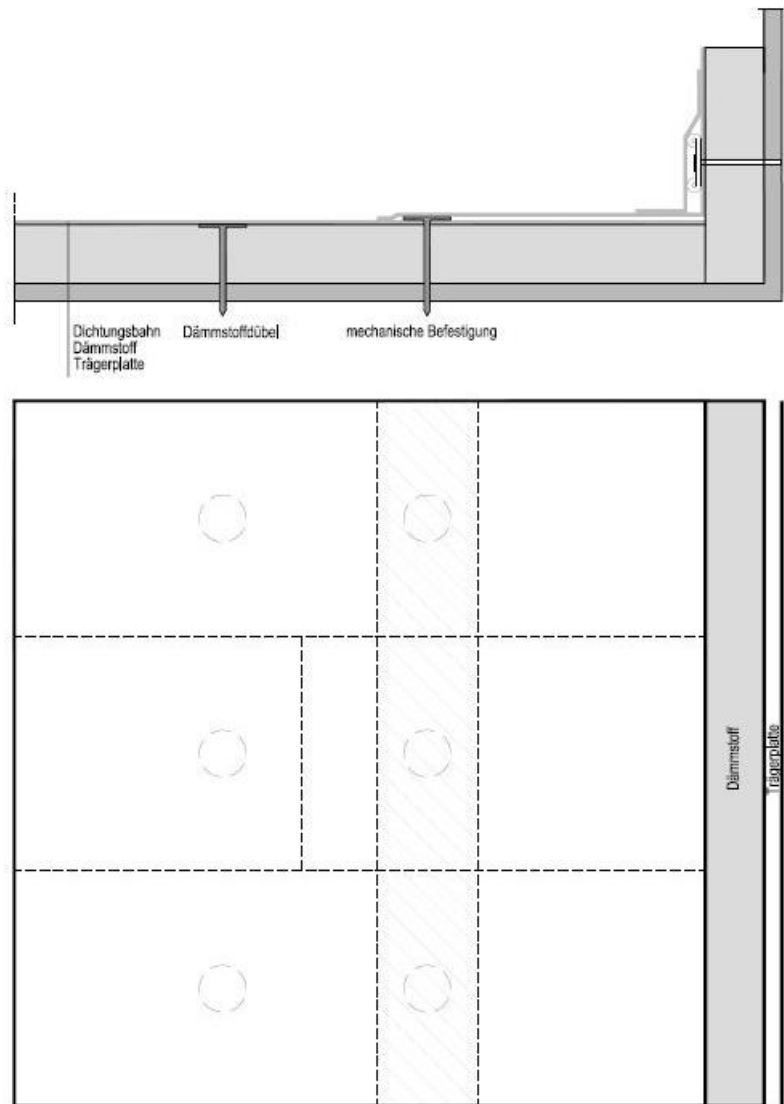 Dichtungsbahn
Dämmstoff
Trägerplatte
Dämmstoffdübel
mechanische Befestigung
Dämmstoff
Trägerplatte